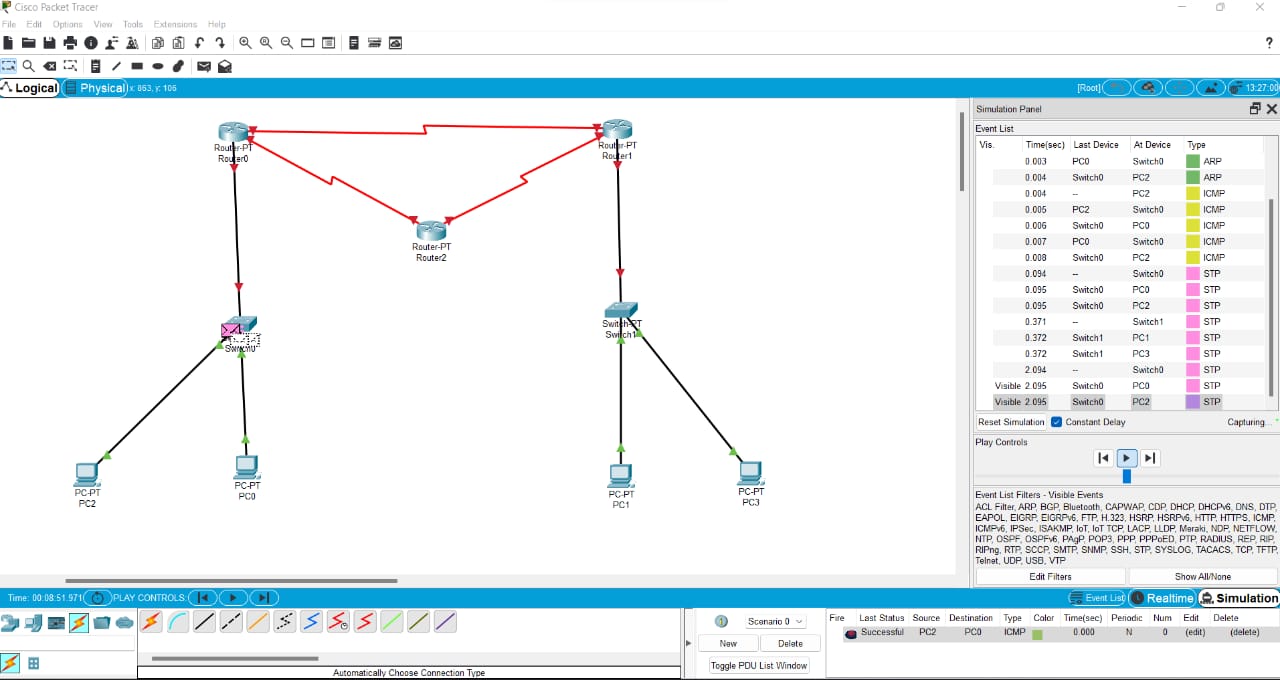 Cisco Packet Tracer
File Edit Options View Tools Extensions Help
?
Logical Physical x: 863, y: 106 [Root] 13:27:00
Router-PT
Router0
Router-PT
Router1
Router-PT
Router2
Switch0
Switch-PT
Switch1
PC-PT
PC2
PC-PT
PC0
PC-PT
PC1
PC-PT
PC3
Simulation Panel
Event List
Vis. Time(sec) Last Device At Device Type
0.003 PC0 Switch0 ARP
0.004 Switch0 PC2 ARP
0.004 -- PC2 ICMP
0.005 PC2 Switch0 ICMP
0.006 Switch0 PC0 ICMP
0.007 PC0 Switch0 ICMP
0.008 Switch0 PC2 ICMP
0.094 -- Switch0 STP
0.095 Switch0 PC0 STP
0.095 Switch0 PC2 STP
0.371 -- Switch1 STP
0.372 Switch1 PC1 STP
0.372 Switch1 PC3 STP
2.094 -- Switch0 STP
Visible 2.095 Switch0 PC0 STP
Visible 2.095 Switch0 PC2 STP
Reset Simulation Constant Delay Capturing...
Play Controls
Event List Filters - Visible Events
ACL Filter, ARP, BGP, Bluetooth, CAPWAP, CDP, DHCP, DHCPv6, DNS, DTP,
EAPOL, EIGRP, EIGRPv6, FTP, H.323, HSRP, HSRPv6, HTTP, HTTPS, ICMP,
ICMPv6, IPSec, ISAKMP, IoT, IoT TCP, LACP, LLDP, Meraki, NDP, NETFLOW,
NTP, OSPF, OSPFv6, PAgP, POP3, PPP, PPPoED, PTP, RADIUS, REP, RIP,
RIPng, RTP, SCCP, SMTP, SNMP, SSH, STP, SYSLOG, TACACS, TCP, TFTP,
Telnet, UDP, USB, VTP
Edit Filters Show All/None
Time: 00:08:51.971 PLAY CONTROLS: Event List Realtime Simulation
Scenario 0
New Delete
Toggle PDU List Window
Fire Last Status Source Destination Type Color Time(sec) Periodic Num Edit Delete
Successful PC2 PC0 ICMP 0.000 N 0 (edit) (delete)
Automatically Choose Connection Type